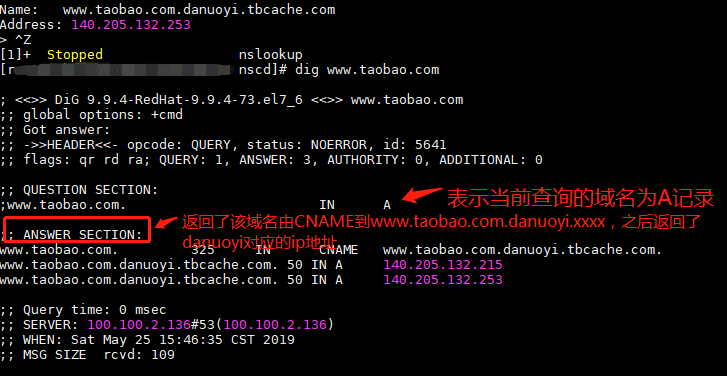 Name:   www.taobao.com.danuoyi.tbcache.com
Address: 140.205.132.253
> ^Z
[1]+  Stopped                 nslookup
[r nscd]# dig www.taobao.com
; <<>> DiG 9.9.4-RedHat-9.9.4-73.el7_6 <<>> www.taobao.com
;; global options: +cmd
;; Got answer:
;; ->>HEADER<<- opcode: QUERY, status: NOERROR, id: 5641
;; flags: qr rd ra; QUERY: 1, ANSWER: 3, AUTHORITY: 0, ADDITIONAL: 0
;; QUESTION SECTION:
;www.taobao.com.                        IN      A
表示当前查询的域名为A记录
;; ANSWER SECTION:
返回了该域名由CNAME到www.taobao.com.danuoyi.xxxx，之后返回了
danuoyi对应的ip地址
www.taobao.com.         325     IN      CNAME   www.taobao.com.danuoyi.tbcache.com.
www.taobao.com.danuoyi.tbcache.com. 50 IN A     140.205.132.215
www.taobao.com.danuoyi.tbcache.com. 50 IN A     140.205.132.253
;; Query time: 0 msec
;; SERVER: 100.100.2.136#53(100.100.2.136)
;; WHEN: Sat May 25 15:46:35 CST 2019
;; MSG SIZE  rcvd: 109